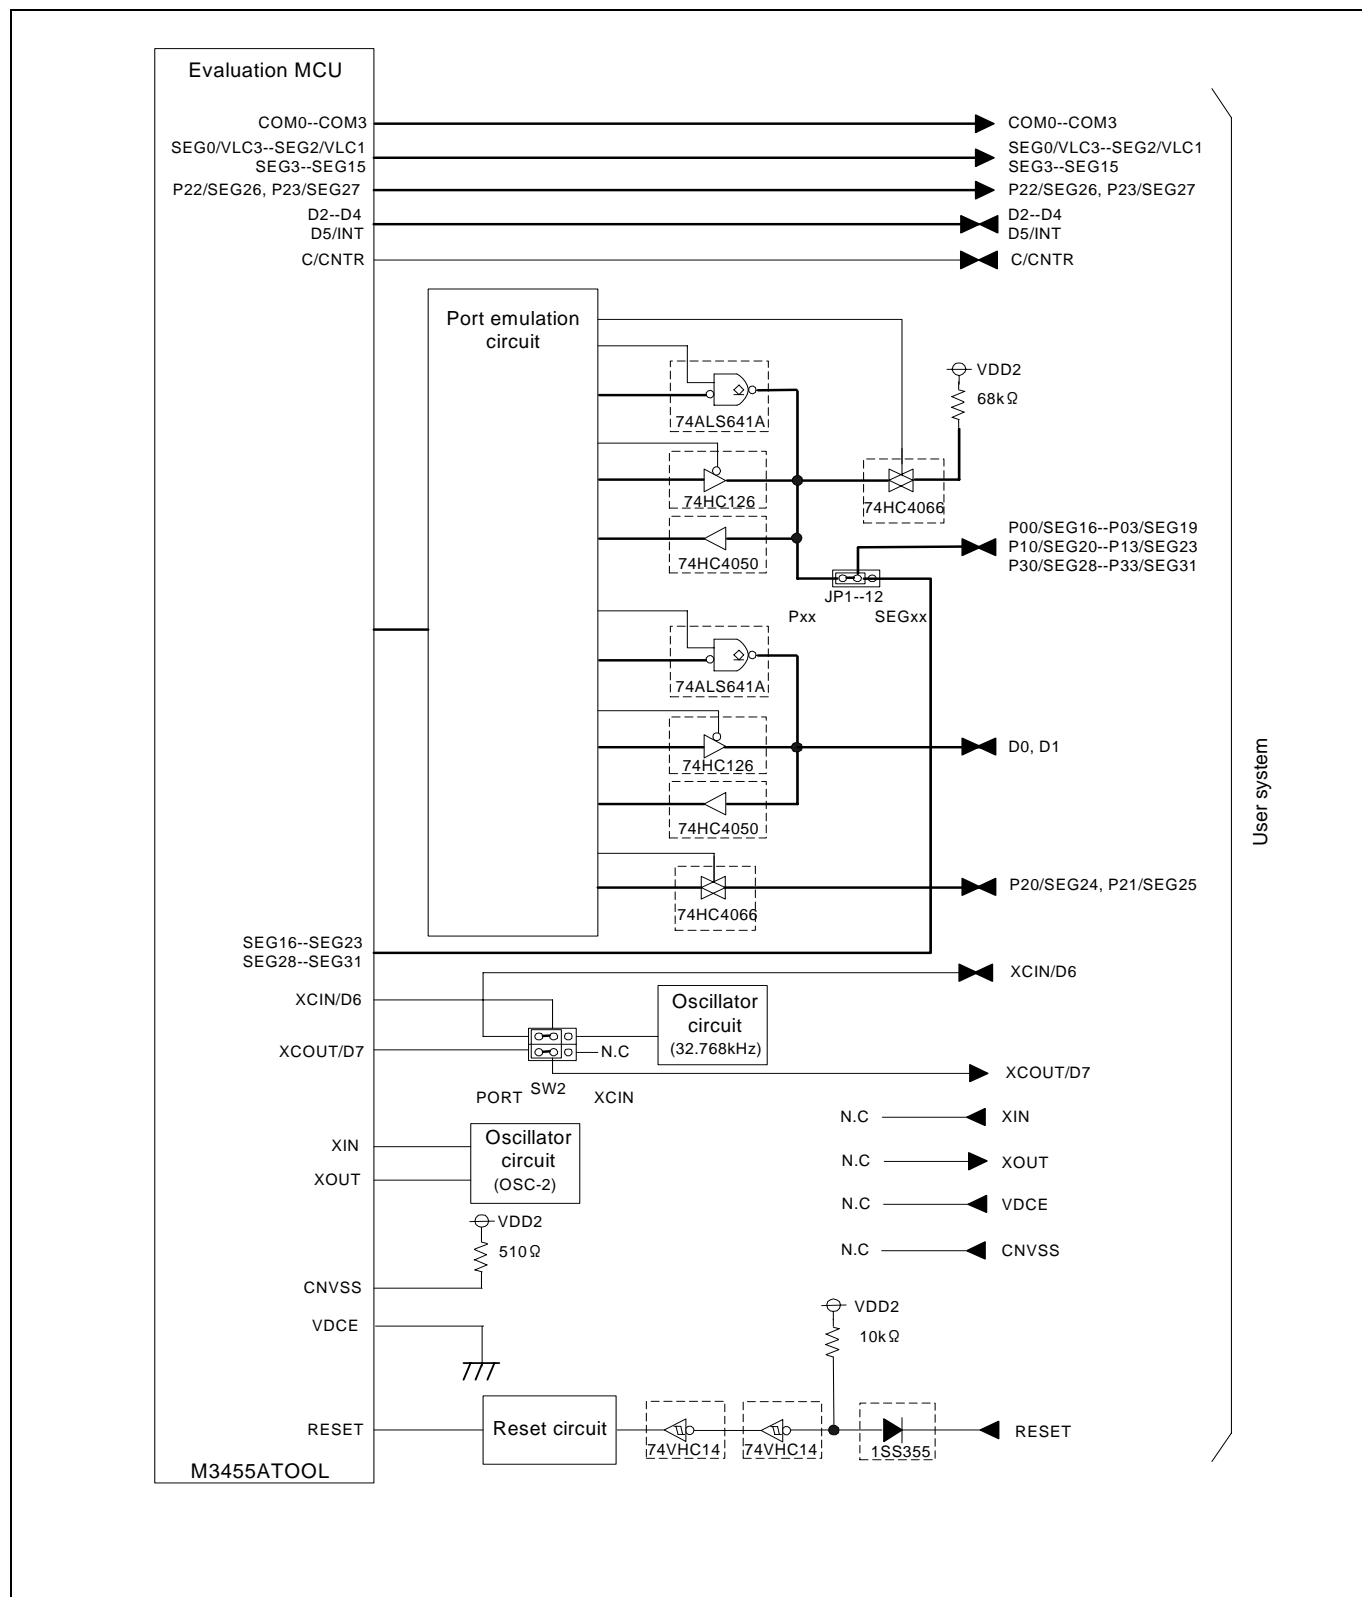 Evaluation MCU
COM0--COM3
COM0--COM3
SEG0/VLC3--SEG2/VLC1
SEG3--SEG15
SEG0/VLC3--SEG2/VLC1
SEG3--SEG15
P22/SEG26, P23/SEG27
P22/SEG26, P23/SEG27
D2--D4
D5/INT
D2--D4
D5/INT
C/CNTR
C/CNTR
Port emulation
circuit
VDD2
68kΩ
74ALS641A
74HC126
74HC4066
74HC4050
P00/SEG16--P03/SEG19
P10/SEG20--P13/SEG23
P30/SEG28--P33/SEG31
JP1--12
Pxx
SEGxx
74ALS641A
74HC126
D0, D1
74HC4050
User system
74HC4066
P20/SEG24, P21/SEG25
SEG16--SEG23
SEG28--SEG31
XCIN/D6
XCIN/D6
Oscillator
circuit
(32.768kHz)
XCOUT/D7
N.C
XCOUT/D7
PORT
SW2
XCIN
N.C
XIN
XIN
XOUT
Oscillator
circuit
(OSC-2)
N.C
XOUT
N.C
VDCE
VDD2
510Ω
N.C
CNVSS
CNVSS
VDCE
VDD2
10kΩ
RESET
Reset circuit
74VHC14
74VHC14
1SS355
RESET
M3455ATOOL